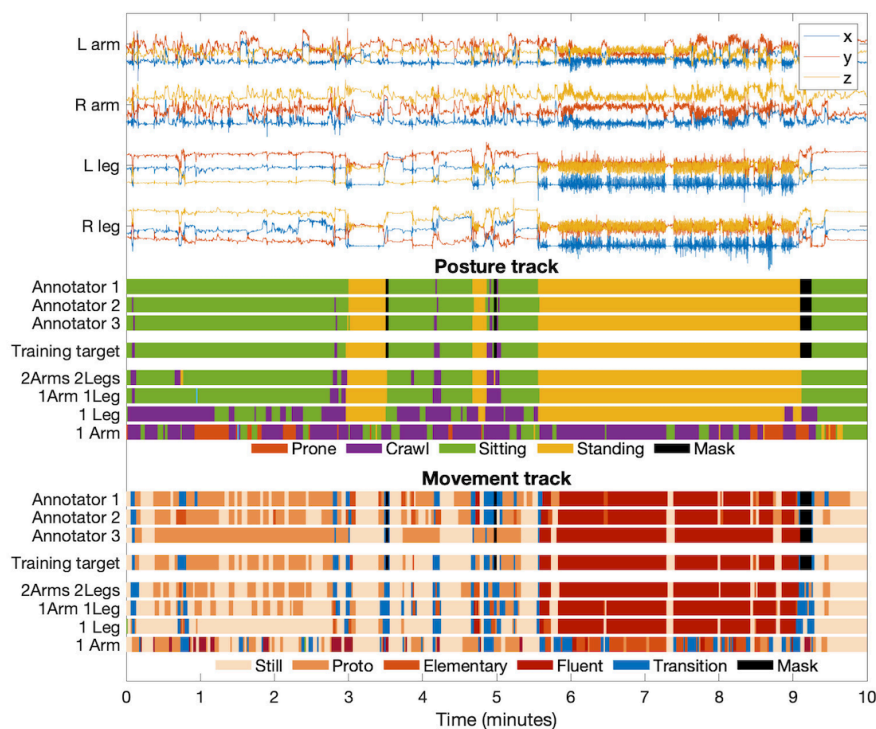 L arm
x
y
z
R arm
L leg
R leg
Posture track
Annotator 1
Annotator 2
Annotator 3
Training target
2Arms 2Legs
1Arm 1Leg
1 Leg
1 Arm
Prone Crawl Sitting Standing Mask
Movement track
Annotator 1
Annotator 2
Annotator 3
Training target
2Arms 2Legs
1Arm 1Leg
1 Leg
1 Arm
Still Proto Elementary Fluent Transition Mask
0 1 2 3 4 5 6 7 8 9 10
Time (minutes)